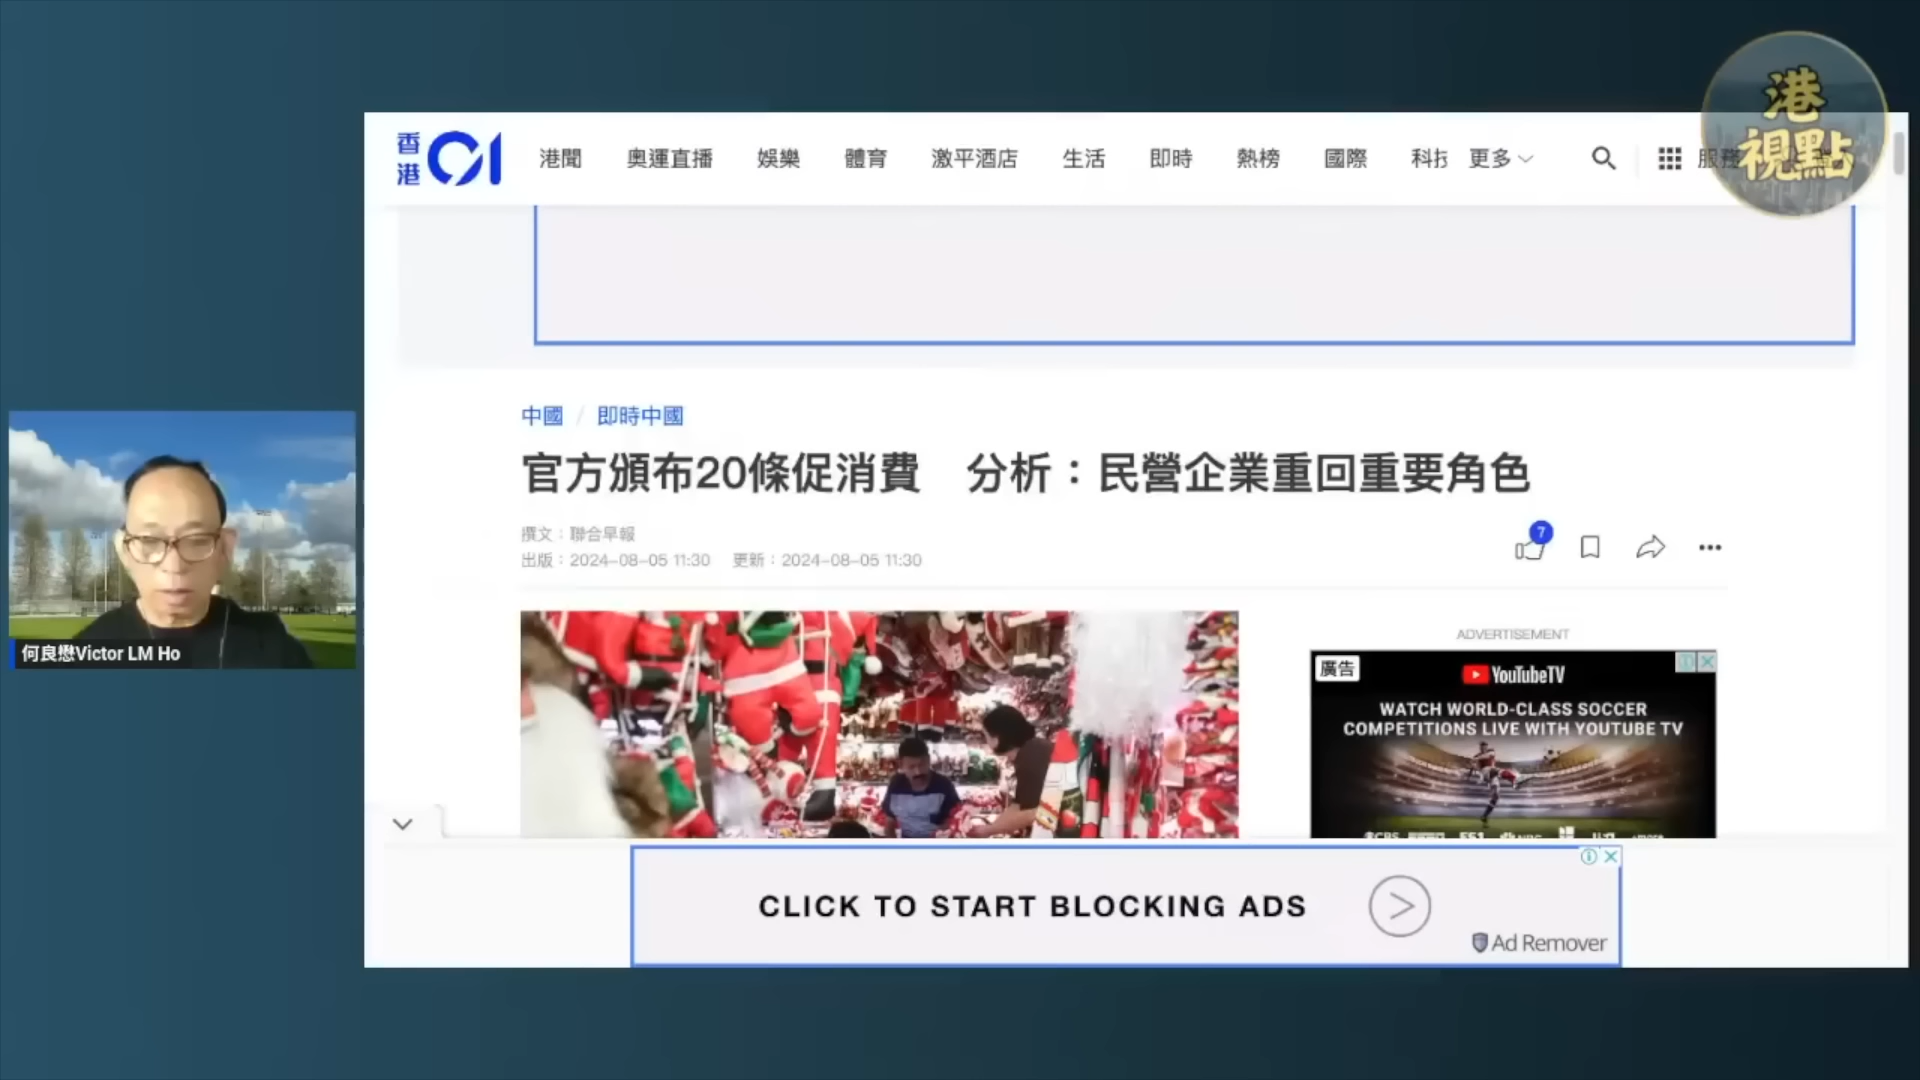 港
視點
香港01
港聞 奧運直播 娛樂 體育 激平酒店 生活 即時 熱榜 國際 科技 更多 服務
中國 / 即時中國
官方頒布20條促消費 分析：民營企業重回重要角色
撰文：聯合早報
出版：2024-08-05 11:30 更新：2024-08-05 11:30
7
何良懋Victor LM Ho
ADVERTISEMENT
廣告
YouTubeTV
WATCH WORLD-CLASS SOCCER
COMPETITIONS LIVE WITH YOUTUBE TV
CLICK TO START BLOCKING ADS
Ad Remover